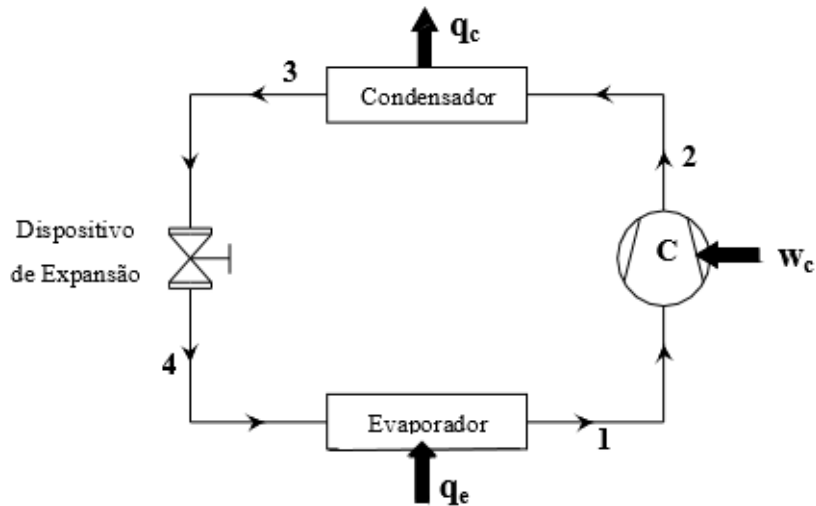 qc
3
Condensador
2
Dispositivo
de Expansão
C
wc
4
Evaporador
1
qe